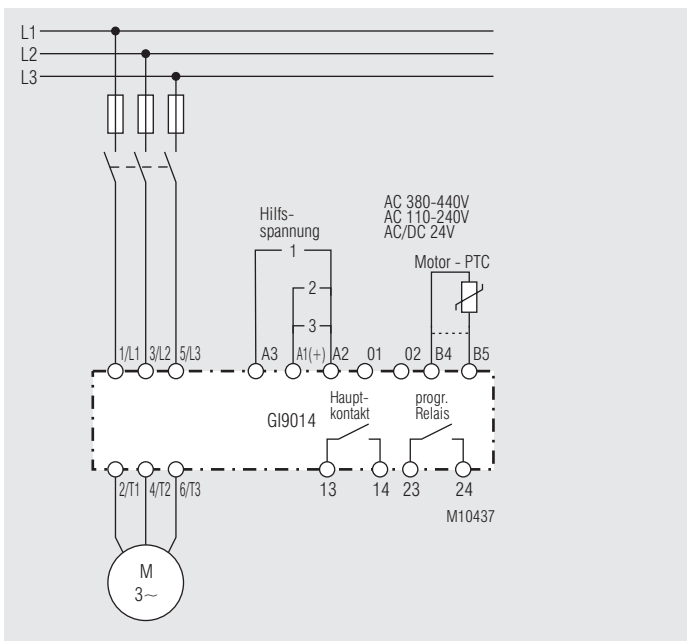 L1
L2
L3
Hilfs-
spannung
1
2
3
AC 380-440V
AC 110-240V
AC/DC 24V
Motor - PTC
1/L1 3/L2 5/L3 A3 A1(+) A2 01 02 B4 B5
GI9014
Haupt-
kontakt
progr.
Relais
2/T1 4/T2 6/T3 13 14 23 24
M10437
M
3~